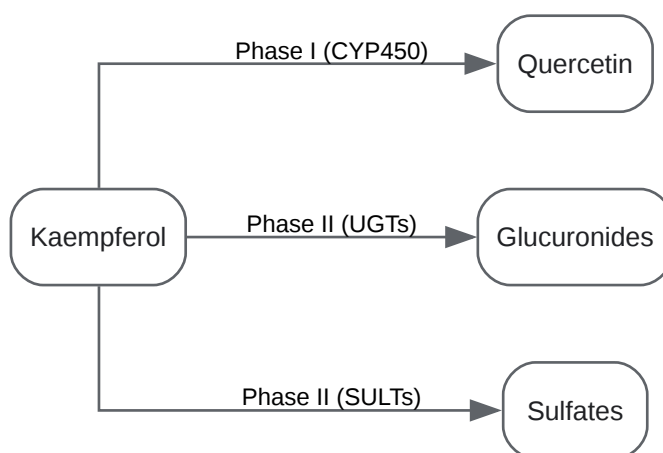 Phase I (CYP450)
Quercetin
Kaempferol
Phase II (UGTs)
Glucuronides
Phase II (SULTs)
Sulfates